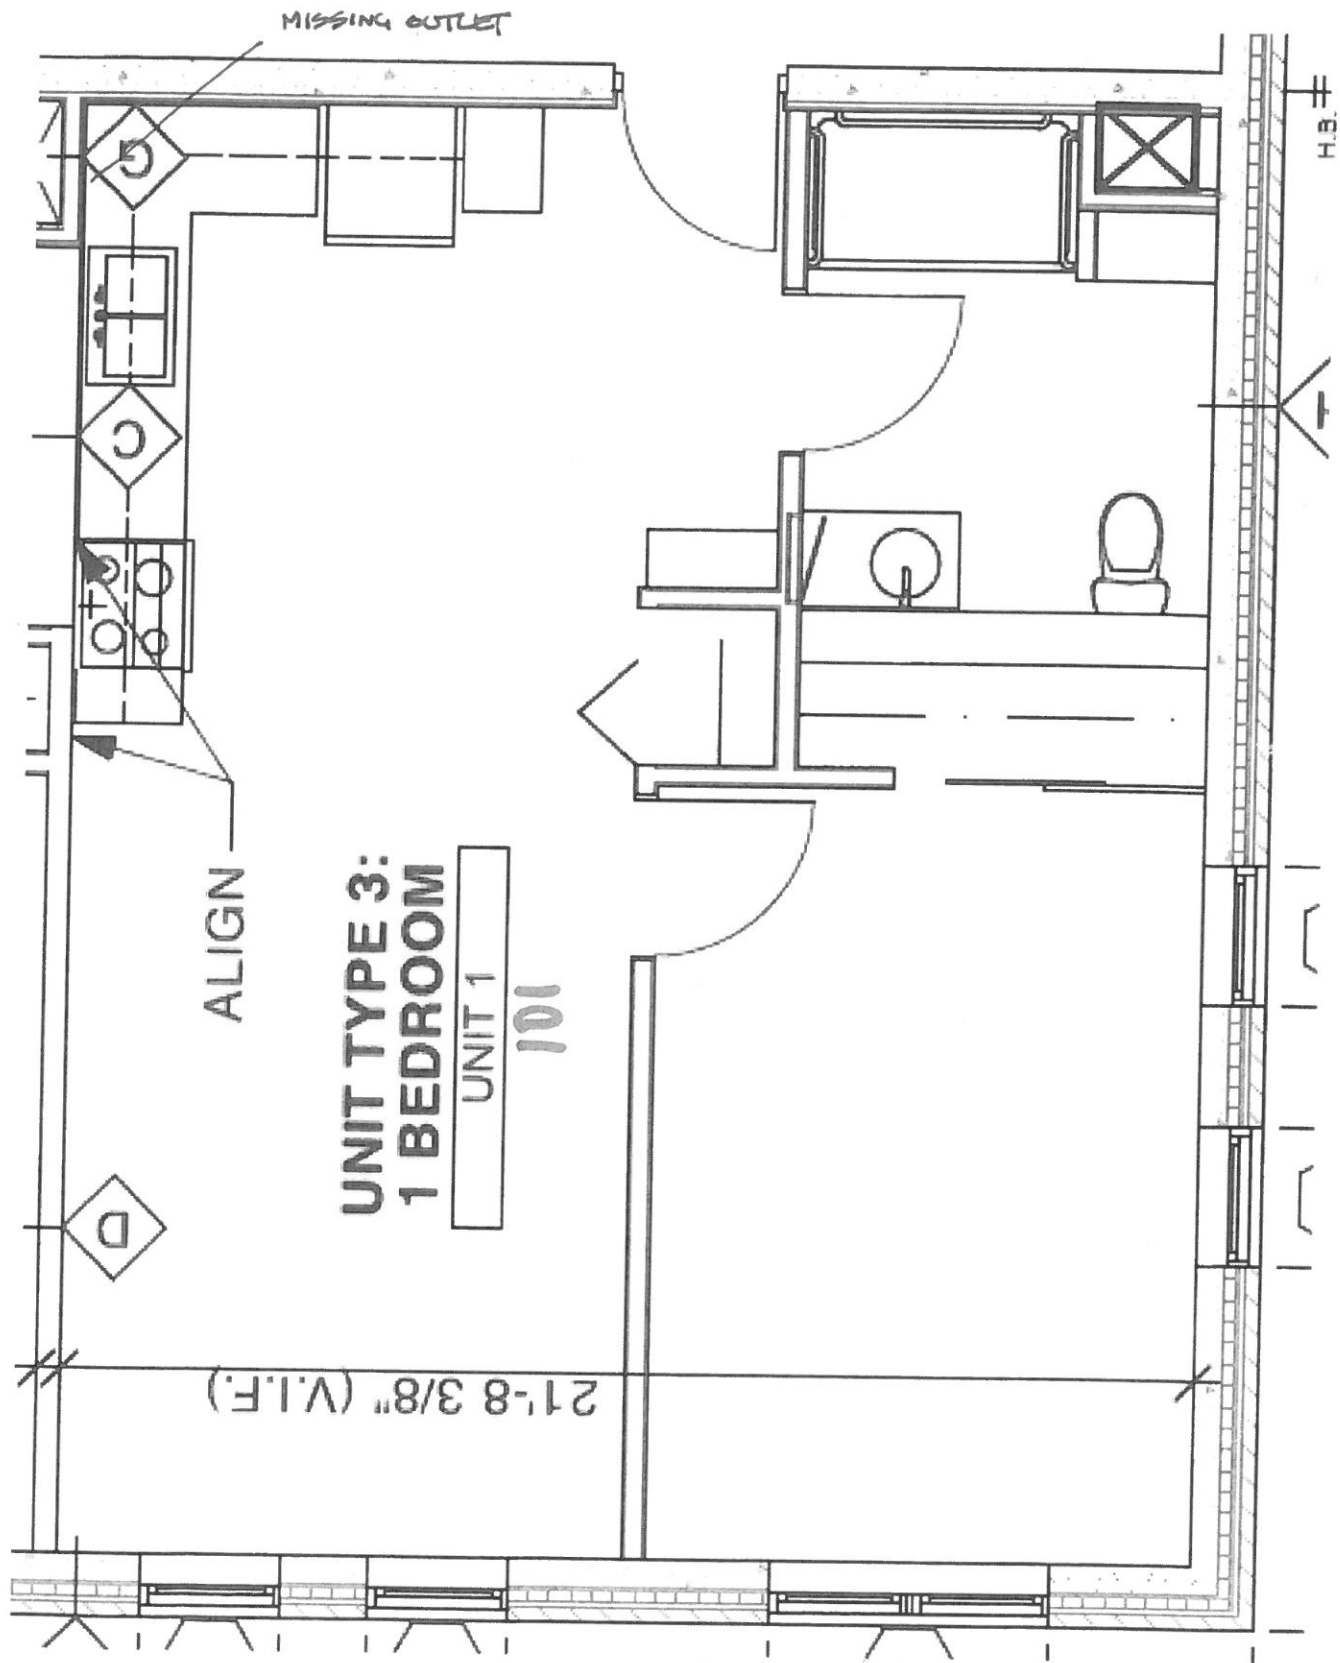 MISSING OUTLET
H.B.
C
C
ALIGN
UNIT TYPE 3:
1 BEDROOM
UNIT 1
101
D
21'-8 3/8" (V.I.F.)